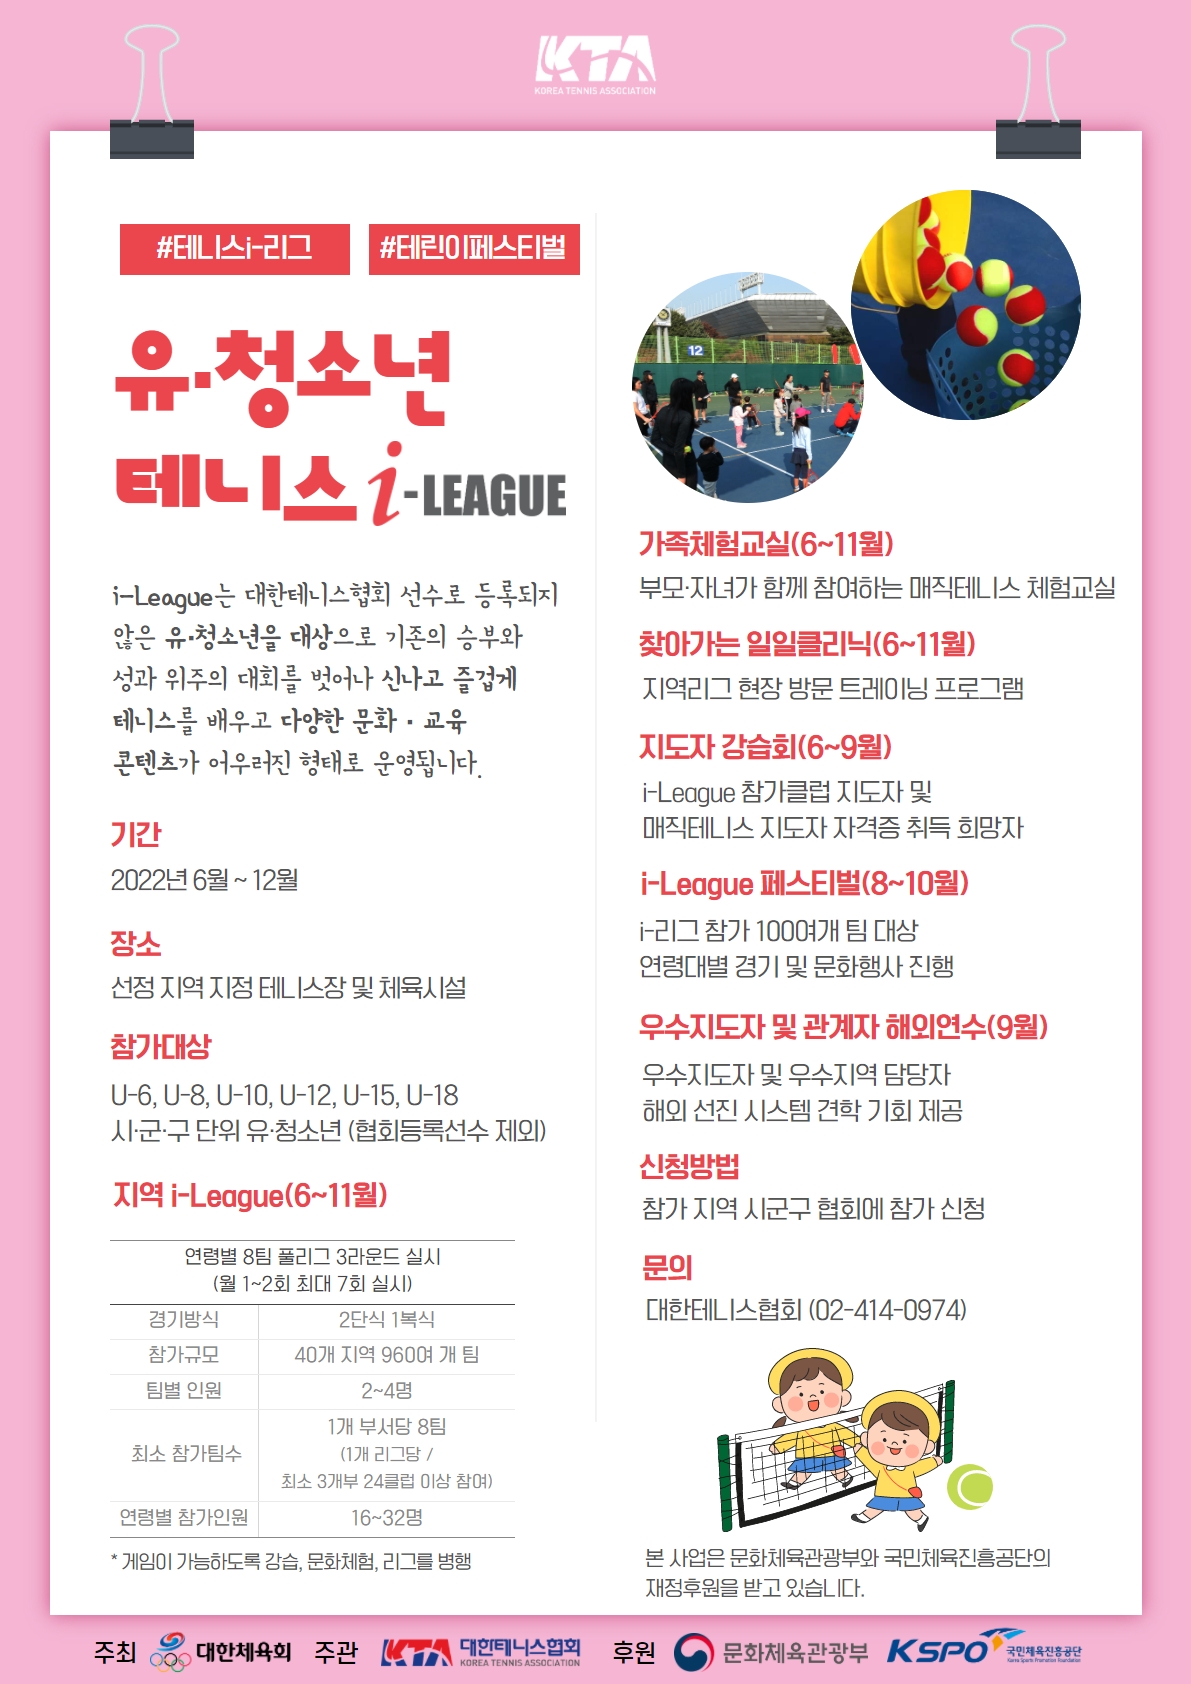 KTA
KOREA TENNIS ASSOCIATION
#테니스i-리그
#테린이페스티벌
유·청소년
테니스 i-LEAGUE
i-League는 대한테니스협회 선수로 등록되지
않은 유·청소년을 대상으로 기존의 승부와
성과 위주의 대회를 벗어나 신나고 즐겁게
테니스를 배우고 다양한 문화 · 교육
콘텐츠가 어우러진 형태로 운영됩니다.
기간
2022년 6월 ~ 12월
장소
선정 지역 지정 테니스장 및 체육시설
참가대상
U-6, U-8, U-10, U-12, U-15, U-18
시·군·구 단위 유·청소년 (협회등록선수 제외)
지역 i-League(6~11월)
연령별 8팀 풀리그 3라운드 실시
(월 1~2회 최대 7회 실시)
경기방식 2단식 1복식
참가규모 40개 지역 960여 개 팀
팀별 인원 2~4명
최소 참가팀수 1개 부서당 8팀
(1개 리그당 /
최소 3개부 24클럽 이상 참여)
연령별 참가인원 16~32명
* 게임이 가능하도록 강습, 문화체험, 리그를 병행
12
가족체험교실(6~11월)
부모·자녀가 함께 참여하는 매직테니스 체험교실
찾아가는 일일클리닉(6~11월)
지역리그 현장 방문 트레이닝 프로그램
지도자 강습회(6~9월)
i-League 참가클럽 지도자 및
매직테니스 지도자 자격증 취득 희망자
i-League 페스티벌(8~10월)
i-리그 참가 1000여개 팀 대상
연령대별 경기 및 문화행사 진행
우수지도자 및 관계자 해외연수(9월)
우수지도자 및 우수지역 담당자
해외 선진 시스템 견학 기회 제공
신청방법
참가 지역 시군구 협회에 참가 신청
문의
대한테니스협회 (02-414-0974)
본 사업은 문화체육관광부와 국민체육진흥공단의
재정후원을 받고 있습니다.
주최 대한체육회 주관 KTA 대한테니스협회 KOREA TENNIS ASSOCIATION 후원 문화체육관광부 KSPO 국민체육진흥공단 Korea Sports Promotion Foundation